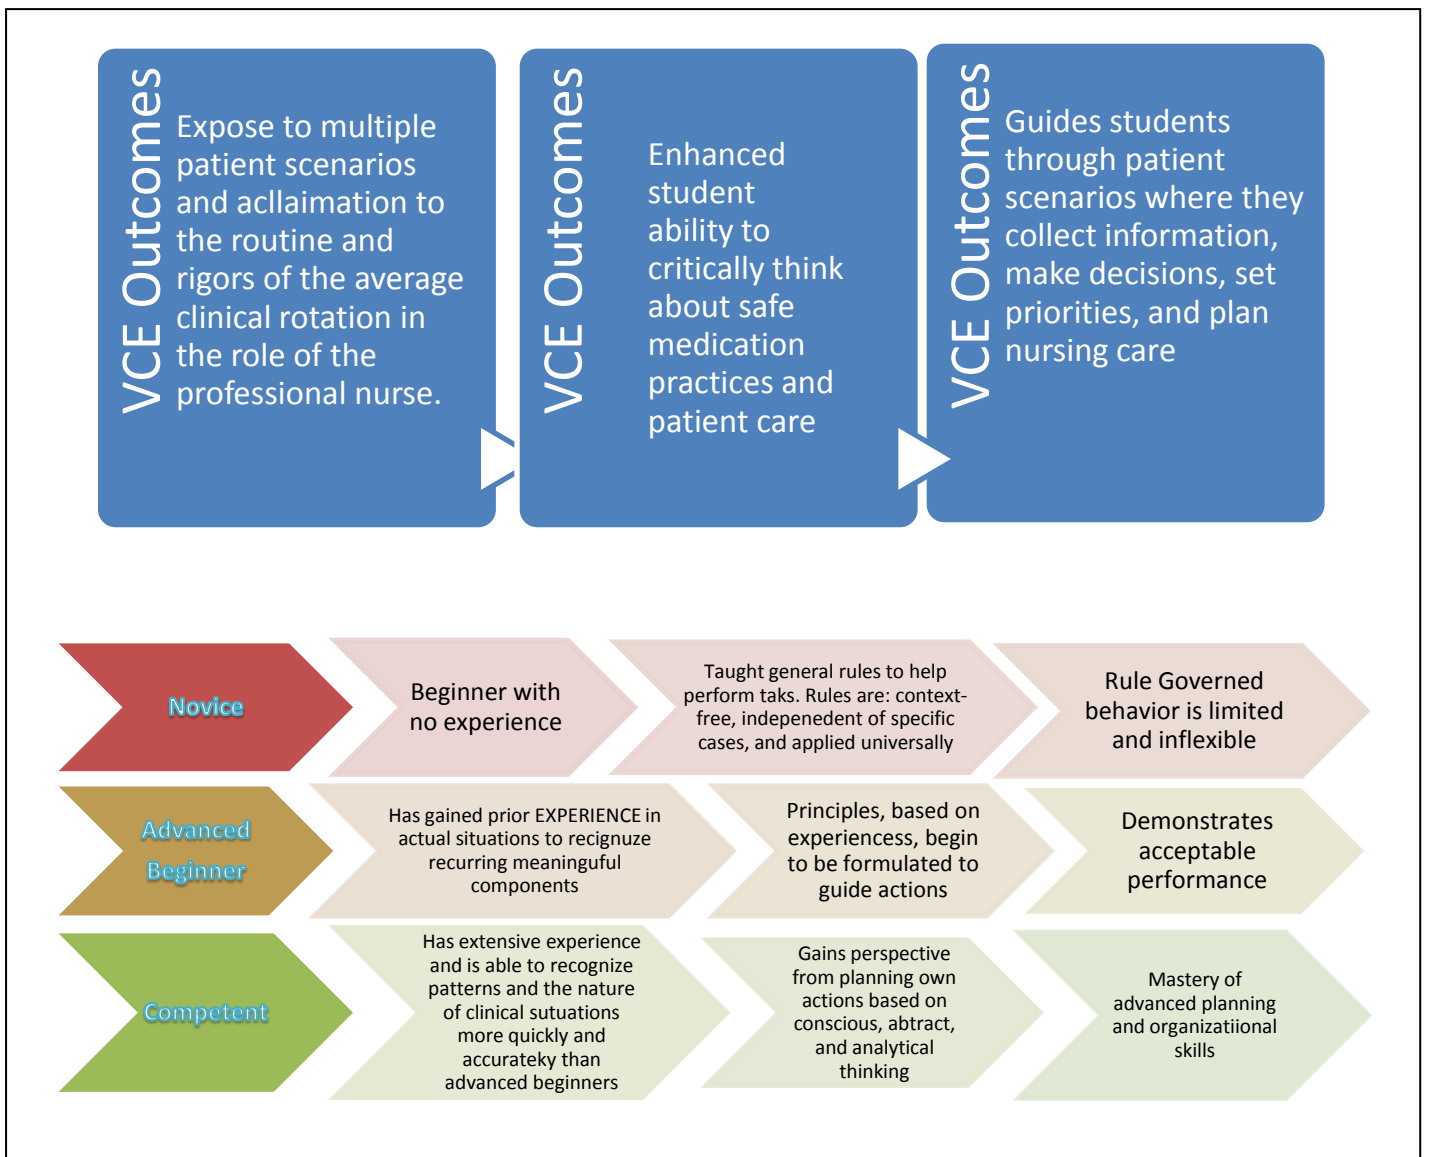 VCE Outcomes
Expose to multiple
patient scenarios
and acllaimation to
the routine and
rigors of the average
clinical rotation in
the role of the
professional nurse.
VCE Outcomes
Enhanced
student
ability to
critically think
about safe
medication
practices and
patient care
VCE Outcomes
Guides students
through patient
scenarios where they
collect information,
make decisions, set
priorities, and plan
nursing care
Novice
Beginner with
no experience
Taught general rules to help
perform taks. Rules are: context-
free, indepenedent of specific
cases, and applied universally
Rule Governed
behavior is limited
and inflexible
Advanced
Beginner
Has gained prior EXPERIENCE in
actual situations to recignuze
recurring meaninguful
components
Principles, based on
experiencess, begin
to be formulated to
guide actions
Demonstrates
acceptable
performance
Competent
Has extensive experience
and is able to recognize
patterns and the nature
of clinical sutuations
more quickly and
accurateky than
advanced beginners
Gains perspective
from planning own
actions based on
conscious, abtract,
and analytical
thinking
Mastery of
advanced planning
and organizatiional
skills